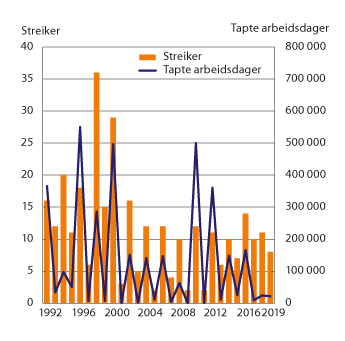 Streiker Tapte arbeidsdager
40 800 000
Streiker
Tapte arbeidsdager
35 700 000
30 600 000
25 500 000
20 400 000
15 300 000
10 200 000
5 100 000
0 0
1992 1996 2000 2004 2008 2012 2016 2019